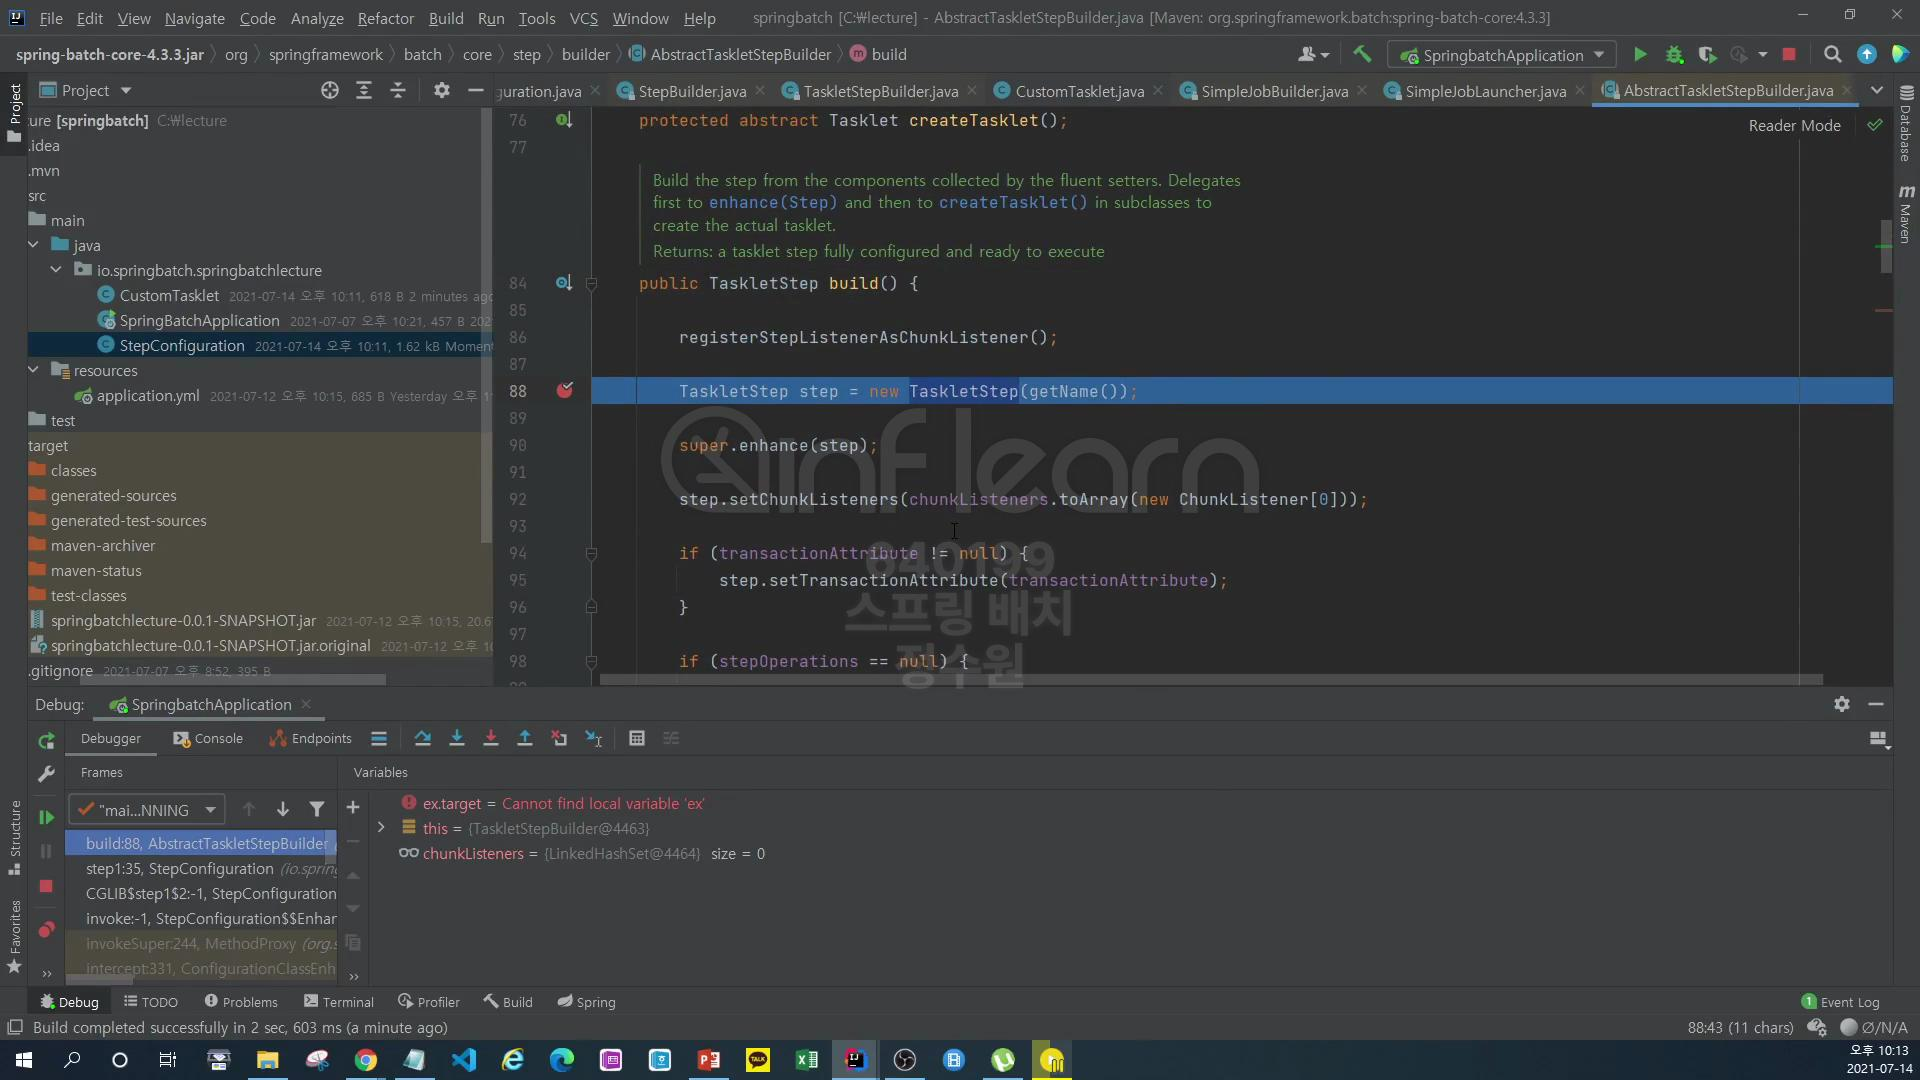 File Edit View Navigate Code Analyze Refactor Build Run Tools VCS Window Help springbatch [C:₩lecture] - AbstractTaskletStepBuilder.java [Maven: org.springframework.batch:spring-batch-core:4.3.3]
spring-batch-core-4.3.3.jar org springframework batch core step builder AbstractTaskletStepBuilder build SpringbatchApplication
Project uration.java StepBuilder.java TaskletStepBuilder.java CustomTasklet.java SimpleJobBuilder.java SimpleJobLauncher.java AbstractTaskletStepBuilder.java
Project
Structure
Favorites
Database
Maven
Reader Mode
ure [springbatch] C:₩lecture
.idea
.mvn
src
main
java
io.springbatch.springbatchlecture
CustomTasklet 2021-07-14 오후 10:11, 618 B 2 minutes ago
SpringBatchApplication 2021-07-07 오후 10:21, 457 B 202
StepConfiguration 2021-07-14 오후 10:11, 1.62 kB Momen
resources
application.yml 2021-07-12 오후 10:15, 685 B Yesterday 오후 11
test
target
classes
generated-sources
generated-test-sources
maven-archiver
maven-status
test-classes
springbatchlecture-0.0.1-SNAPSHOT.jar 2021-07-12 오후 10:15, 20.6
springbatchlecture-0.0.1-SNAPSHOT.jar.original 2021-07-12 오후 10
.gitignore 2021-07-07 오후 8:52, 395 B
76 protected abstract Tasklet createTasklet();
77
Build the step from the components collected by the fluent setters. Delegates
first to enhance(Step) and then to createTasklet() in subclasses to
create the actual tasklet.
Returns: a tasklet step fully configured and ready to execute
84 public TaskletStep build() {
85
86 registerStepListenerAsChunkListener();
87
88 TaskletStep step = new TaskletStep(getName());
89
90 super.enhance(step);
91
92 step.setChunkListeners(chunkListeners.toArray(new ChunkListener[0]));
93
94 if (transactionAttribute != null) {
95 step.setTransactionAttribute(transactionAttribute);
96 }
97
98 if (stepOperations == null) {
inflearn
640199
스프링 배치
정수원
Debug: SpringbatchApplication
Debugger Console Endpoints
Frames Variables
"mai...NNING
build:88, AbstractTaskletStepBuilder
step1:35, StepConfiguration (io.spring
CGLIB$step1$2:-1, StepConfiguration
invoke:-1, StepConfiguration$$Enhar
invokeSuper:244, MethodProxy (org.s
intercept:331, ConfigurationClassEnh
ex.target = Cannot find local variable 'ex'
this = {TaskletStepBuilder@4463}
chunkListeners = {LinkedHashSet@4464} size = 0
Debug TODO Problems Terminal Profiler Build Spring 1 Event Log
Build completed successfully in 2 sec, 603 ms (a minute ago) 88:43 (11 chars) Ø/N/A
TALK
오후 10:13
2021-07-14